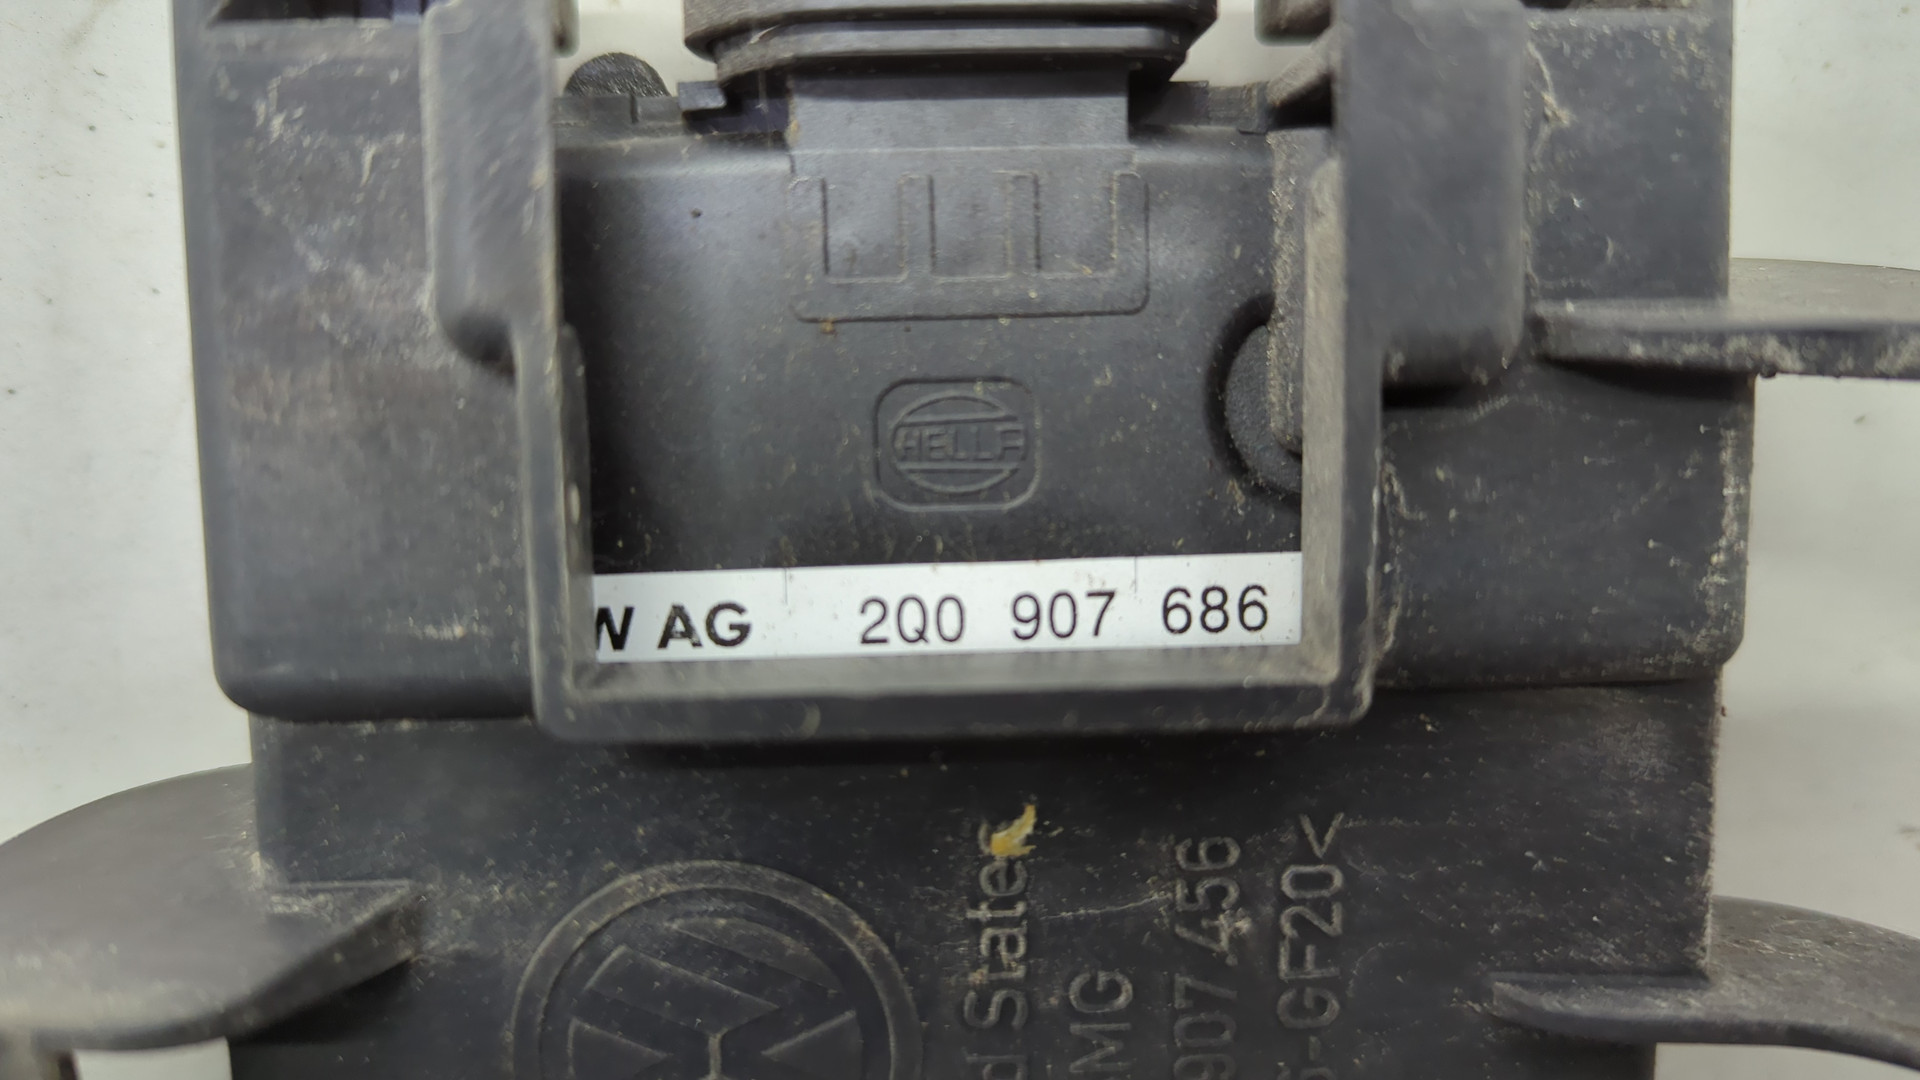 HELLA
W AG 2Q0 907 686
d States
MG
907 456
-GF20<